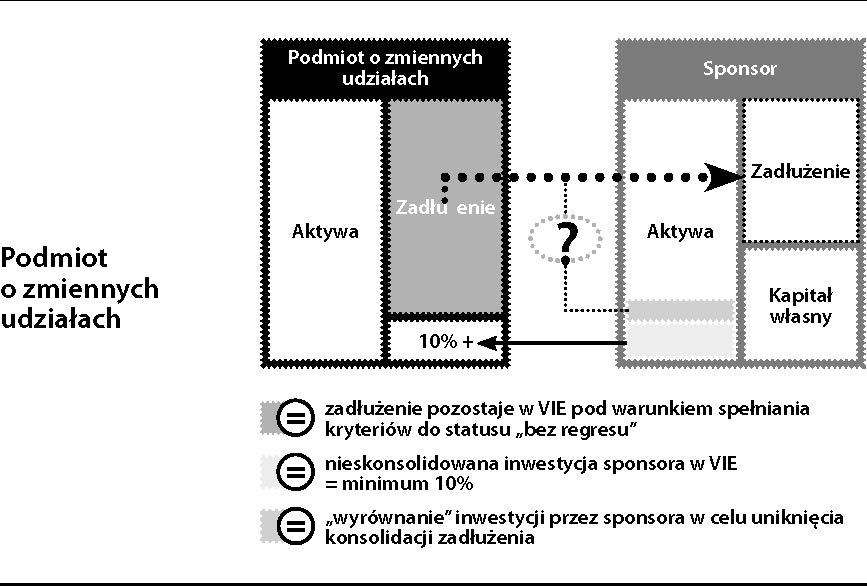 Podmiot o zmiennych
udziałach
Sponsor
Zadłużenie
Zadłu enie
Aktywa
?
Aktywa
Podmiot
o zmiennych
udziałach
Kapitał
własny
10% +
= zadłużenie pozostaje w VIE pod warunkiem spełniania
kryteriów do statusu „bez regresu”
= nieskonsolidowana inwestycja sponsora w VIE
= minimum 10%
= „wyrównanie” inwestycji przez sponsora w celu uniknięcia
konsolidacji zadłużenia